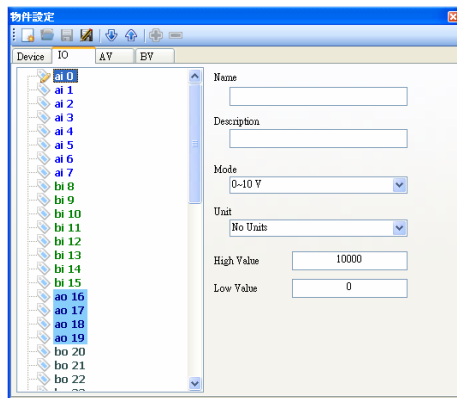 物件設定
Device IO AV BV
ai 0
ai 1
ai 2
ai 3
ai 4
ai 5
ai 6
ai 7
bi 8
bi 9
bi 10
bi 11
bi 12
bi 13
bi 14
bi 15
ao 16
ao 17
ao 18
ao 19
bo 20
bo 21
bo 22
Name
Description
Mode
0~10 V
Unit
No Units
High Value 10000
Low Value 0